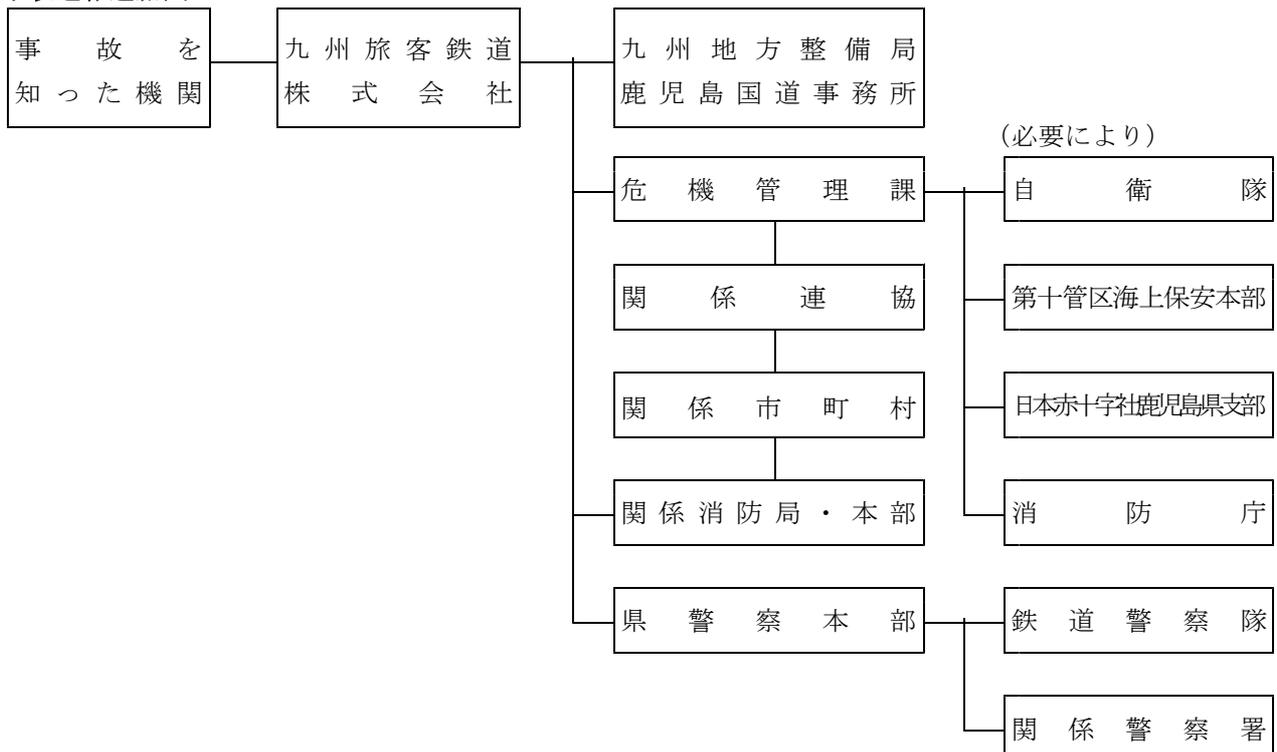 事故を
知った機関
九州旅客鉄道
株式会社
九州地方整備局
鹿児島国道事務所
(必要により)
危機管理課
自衛隊
関係連協
第十管区海上保安本部
関係市町村
日本赤十字社鹿児島県支部
関係消防局・本部
消防庁
県警察本部
鉄道警察隊
関係警察署